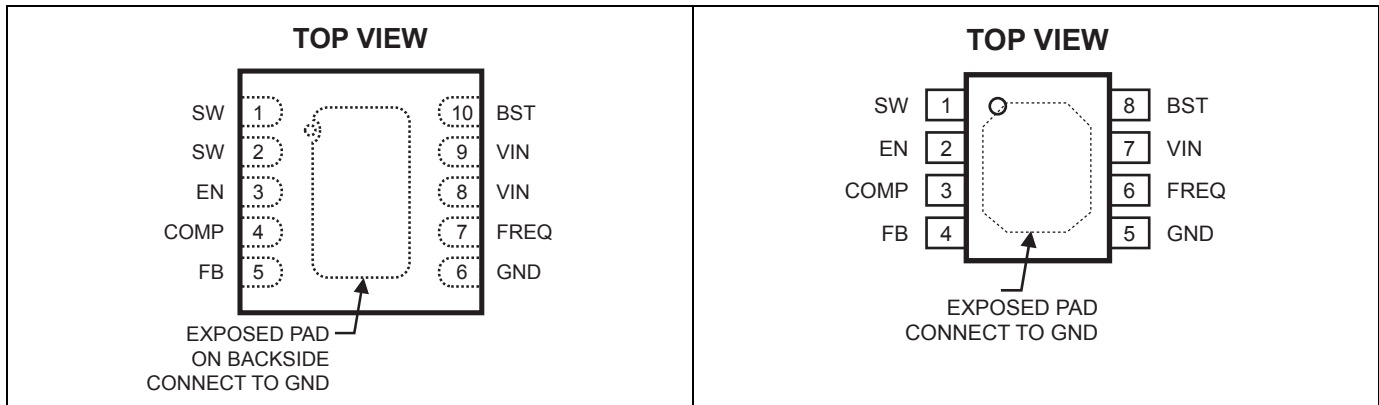 TOP VIEW
SW 1 10 BST
SW 2 9 VIN
EN 3 8 VIN
COMP 4 7 FREQ
FB 5 6 GND
EXPOSED PAD
ON BACKSIDE
CONNECT TO GND
TOP VIEW
SW 1 8 BST
EN 2 7 VIN
COMP 3 6 FREQ
FB 4 5 GND
EXPOSED PAD
CONNECT TO GND